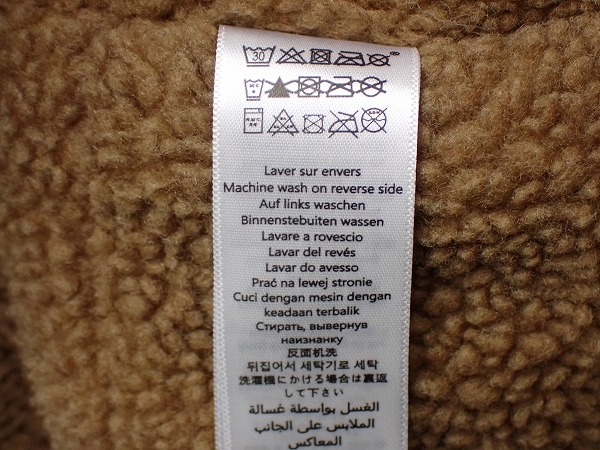 30
Laver sur envers
Machine wash on reverse side
Auf links waschen
Binnenstebuiten wassen
Lavare a rovescio
Lavar del revés
Lavar do avesso
Prać na lewej stronie
Cuci dengan mesin dengan
keadaan terbalik
Стирать, вывернув
наизнанку
反面机洗
뒤집어서 세탁기로 세탁
洗濯機にかける場合は裏返
して下さい
الغسل بواسطة غسالة
الملابس على الجانب
المعاكس